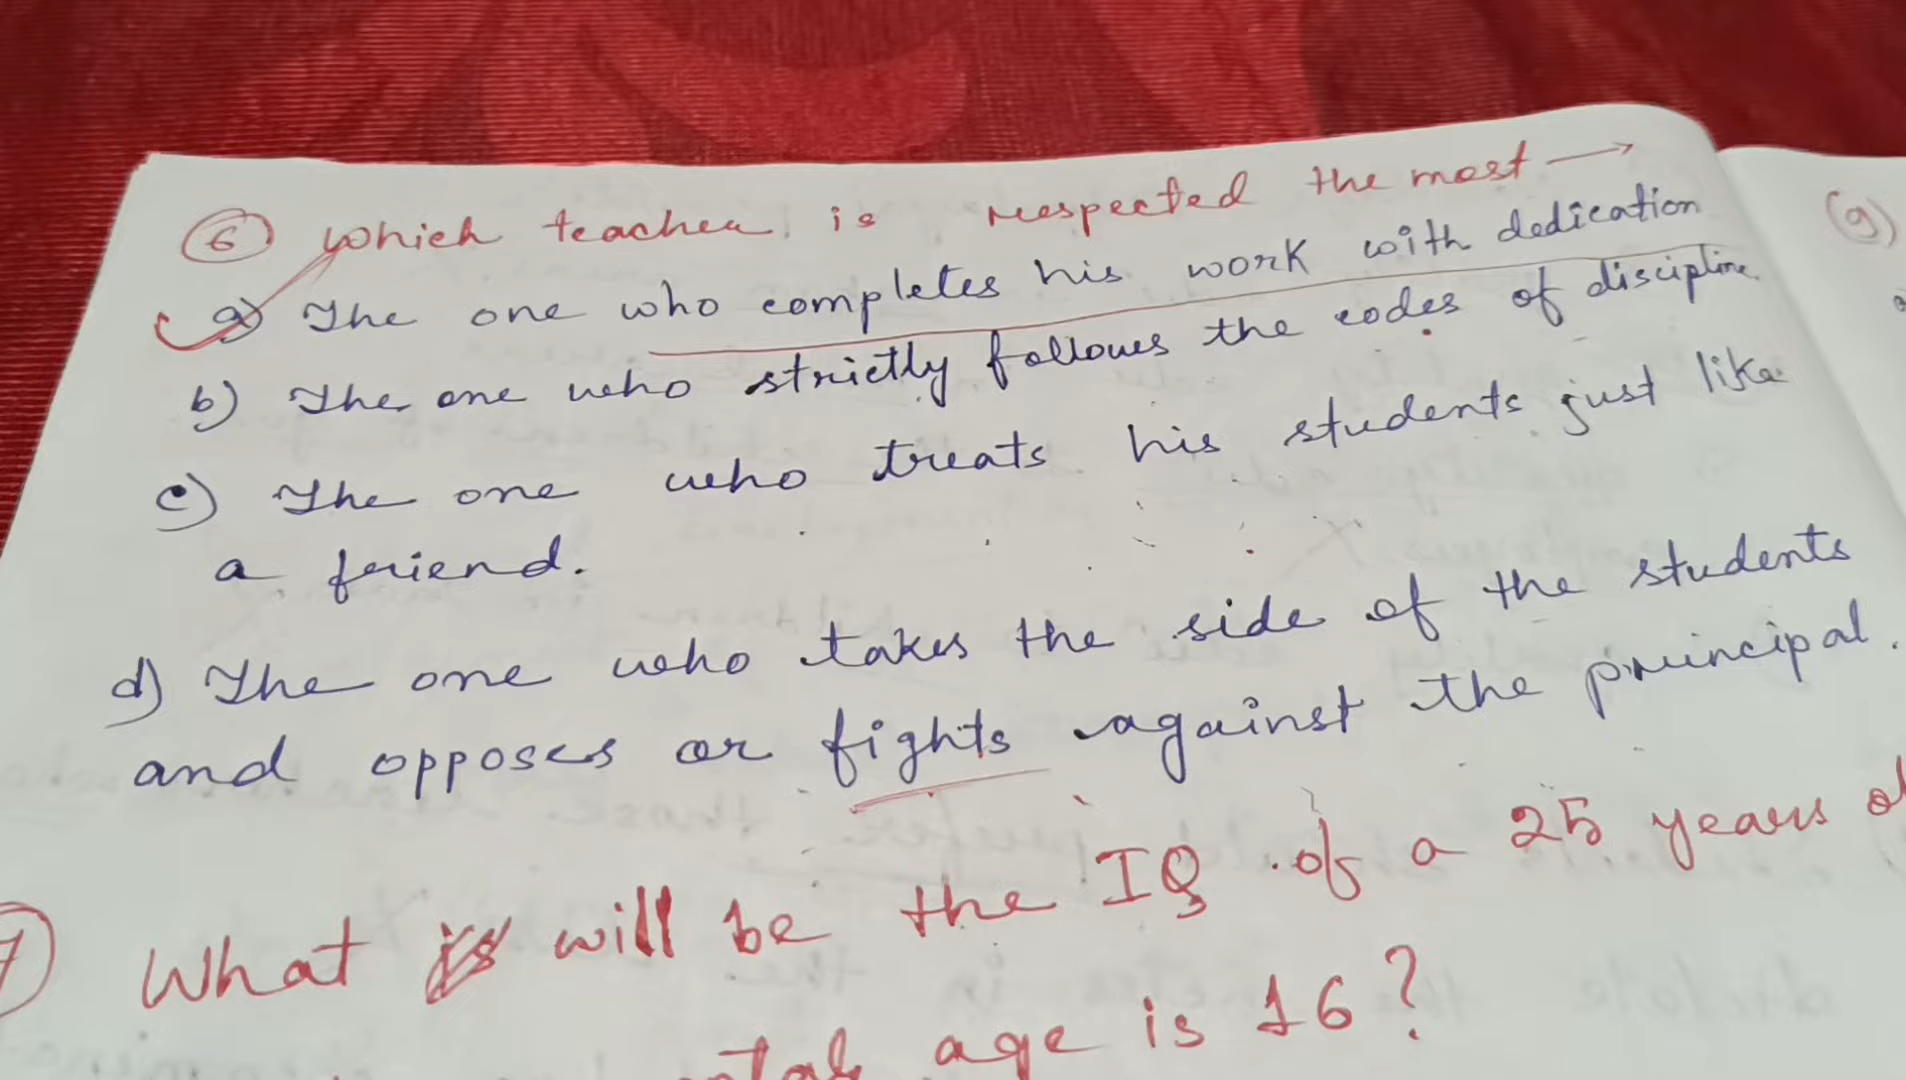 6 Which teacher is respected the most →
a) The one who completes his work with dedication
b) The one who strictly follows the codes of discipline
c) The one who treats his students just like
a friend.
d) The one who takes the side of the students
and opposes or fights against the principal.
7 What will be the IQ of a 25 years
age is 16?
(g)